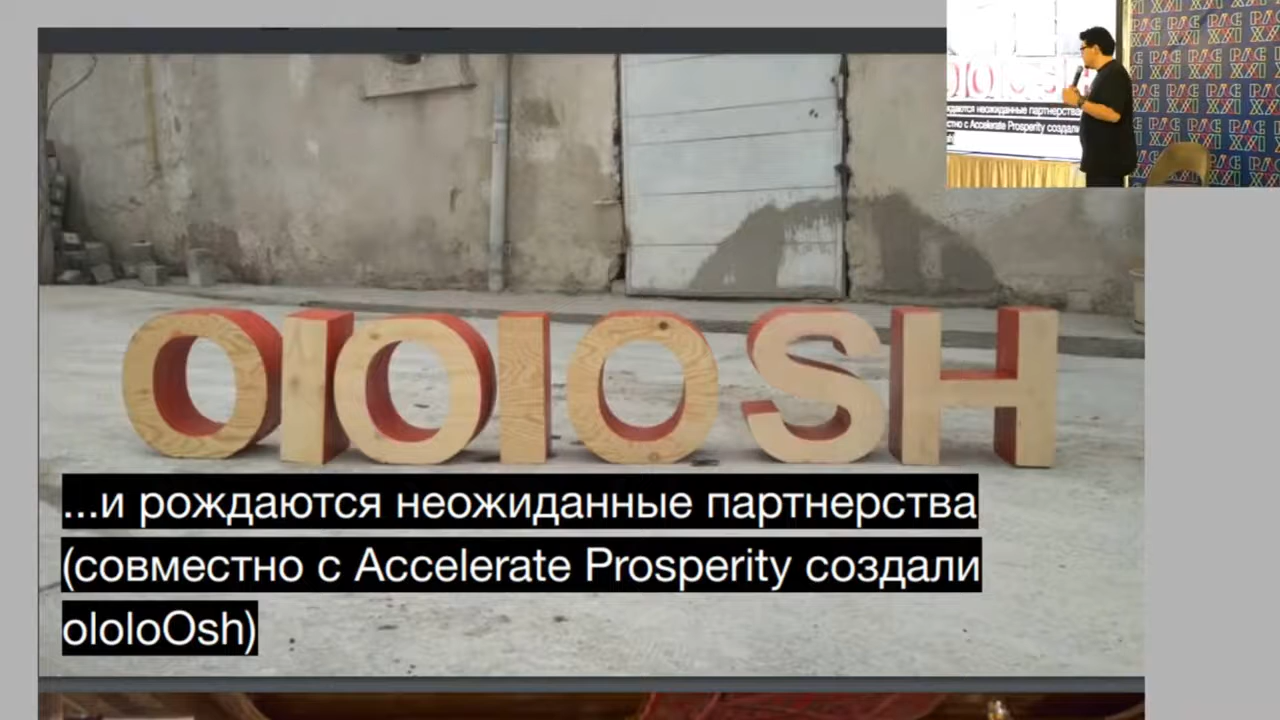 OlOlOSH
...и рождаются неожиданные партнерства
(совместно с Accelerate Prosperity создали
ololoOsh)